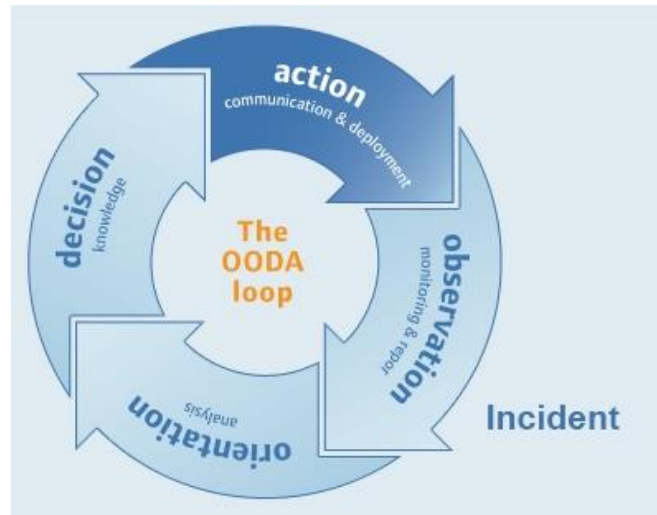 action
communication & deployment
observation
monitoring & repor
orientation
analysis
decision
knowledge
The
OODA
loop
Incident